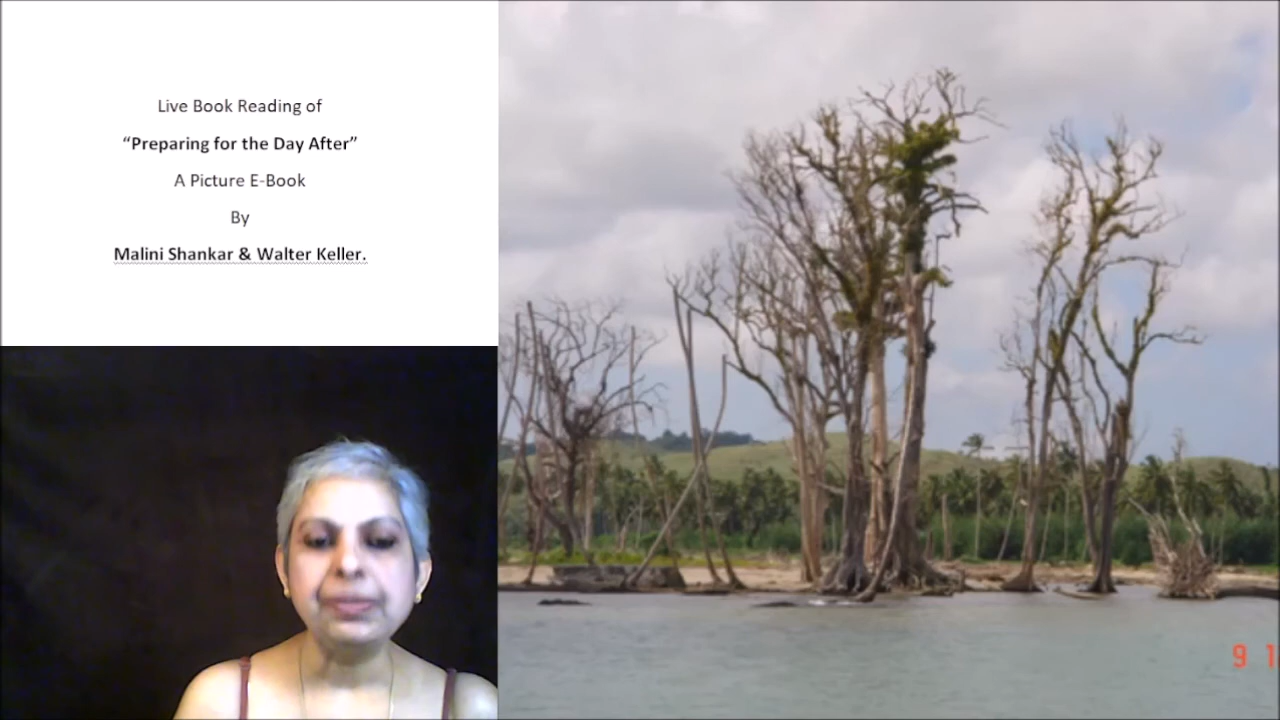 Live Book Reading of
“Preparing for the Day After”
A Picture E-Book
By
Malini Shankar & Walter Keller.
9 1